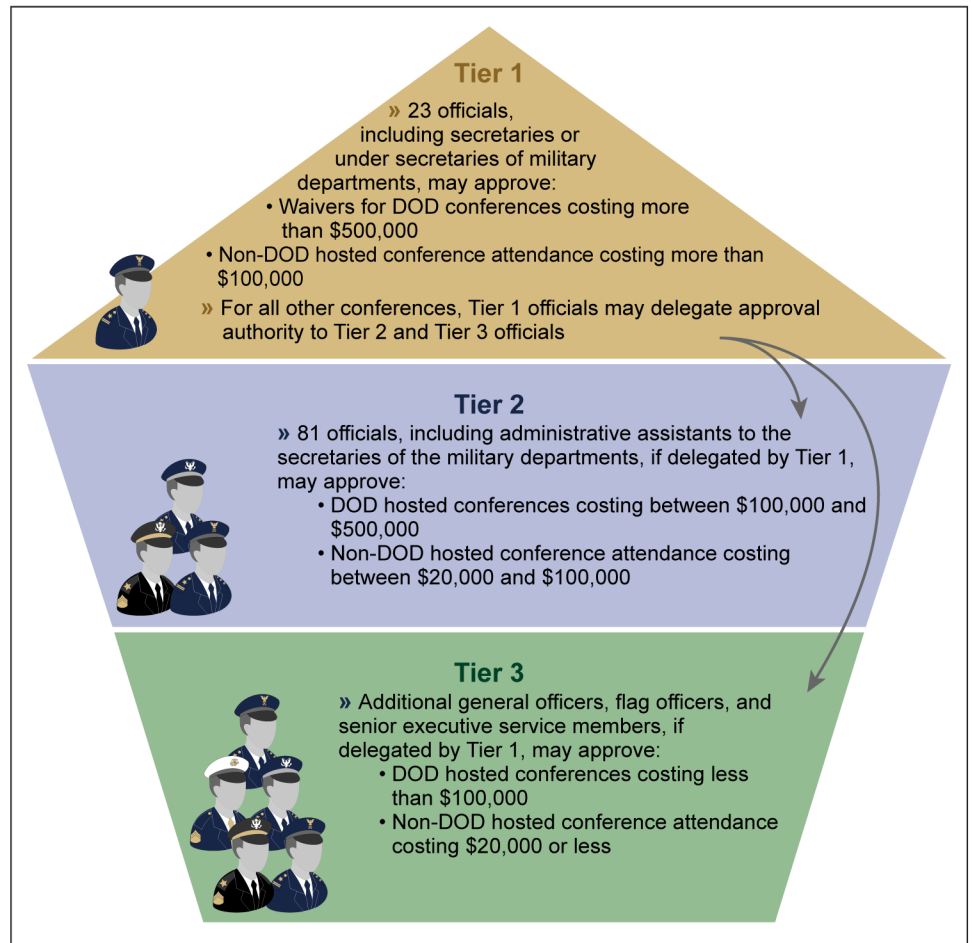 Tier 1
» 23 officials,
including secretaries or
under secretaries of military
departments, may approve:
• Waivers for DOD conferences costing more
than $500,000
• Non-DOD hosted conference attendance costing more than
$100,000
» For all other conferences, Tier 1 officials may delegate approval
authority to Tier 2 and Tier 3 officials
Tier 2
» 81 officials, including administrative assistants to the
secretaries of the military departments, if delegated by Tier 1,
may approve:
• DOD hosted conferences costing between $100,000 and
$500,000
• Non-DOD hosted conference attendance costing
between $20,000 and $100,000
Tier 3
» Additional general officers, flag officers, and
senior executive service members, if
delegated by Tier 1, may approve:
• DOD hosted conferences costing less
than $100,000
• Non-DOD hosted conference attendance
costing $20,000 or less